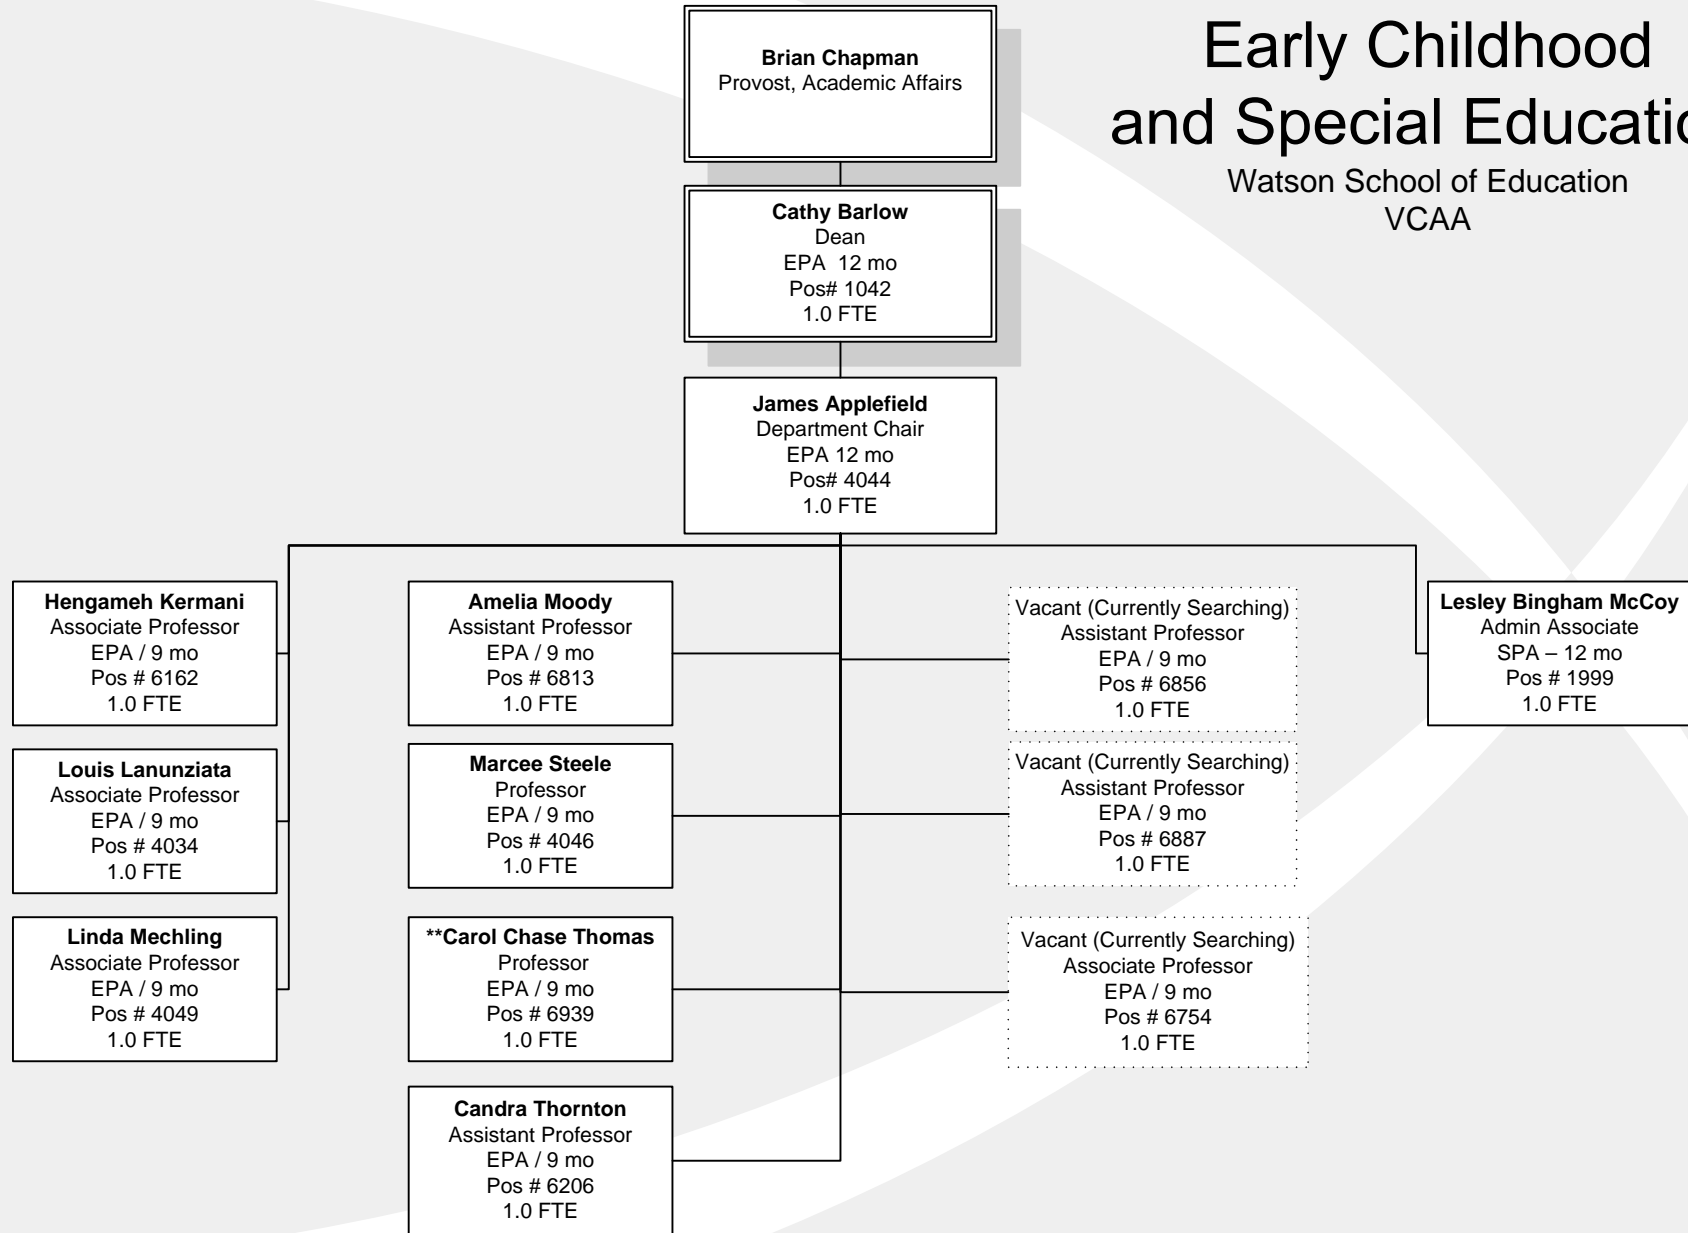 Early Childhood
and Special Educatio
Watson School of Education
VCAA
Brian Chapman
Provost, Academic Affairs
Cathy Barlow
Dean
EPA  12 mo
Pos# 1042
1.0 FTE
James Applefield
Department Chair
EPA 12 mo
Pos# 4044
1.0 FTE
Hengameh Kermani
Associate Professor
EPA / 9 mo
Pos # 6162
1.0 FTE
Louis Lanunziata
Associate Professor
EPA / 9 mo
Pos # 4034
1.0 FTE
Linda Mechling
Associate Professor
EPA / 9 mo
Pos # 4049
1.0 FTE
Amelia Moody
Assistant Professor
EPA / 9 mo
Pos # 6813
1.0 FTE
Marcee Steele
Professor
EPA / 9 mo
Pos # 4046
1.0 FTE
**Carol Chase Thomas
Professor
EPA / 9 mo
Pos # 6939
1.0 FTE
Candra Thornton
Assistant Professor
EPA / 9 mo
Pos # 6206
1.0 FTE
Vacant (Currently Searching)
Assistant Professor
EPA / 9 mo
Pos # 6856
1.0 FTE
Vacant (Currently Searching)
Assistant Professor
EPA / 9 mo
Pos # 6887
1.0 FTE
Vacant (Currently Searching)
Associate Professor
EPA / 9 mo
Pos # 6754
1.0 FTE
Lesley Bingham McCoy
Admin Associate
SPA – 12 mo
Pos # 1999
1.0 FTE